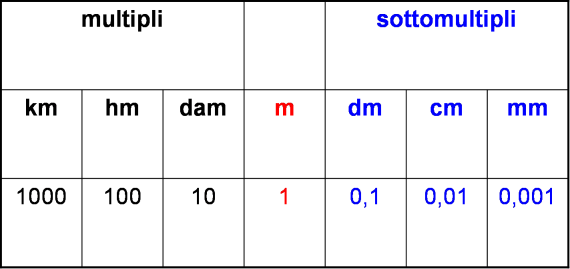 multipli sottomultipli
km hm dam m dm cm mm
1000 100 10 1 0,1 0,01 0,001